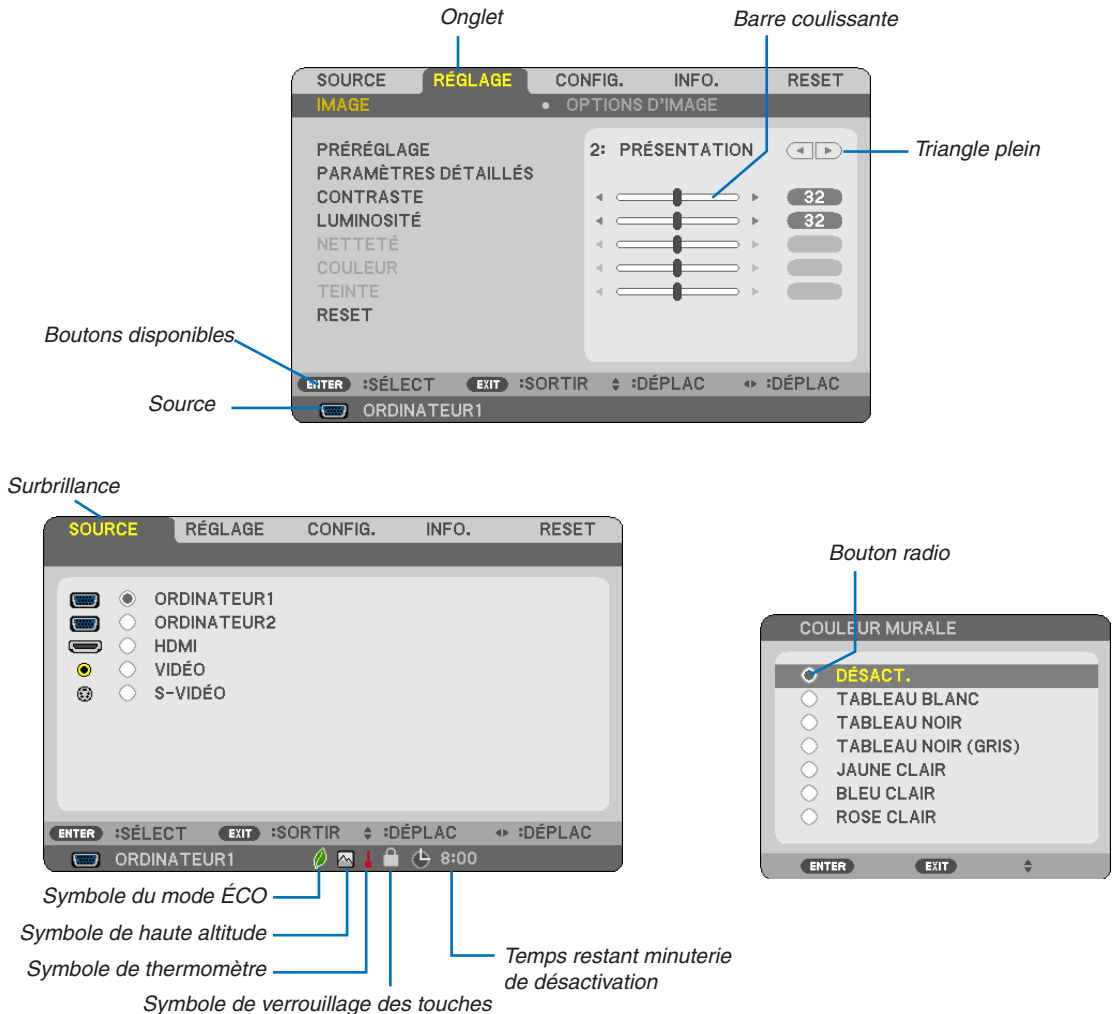 Onglet
Barre coulissante
SOURCE RÉGLAGE CONFIG. INFO. RESET
IMAGE • OPTIONS D'IMAGE
PRÉRÉGLAGE 2: PRÉSENTATION
Triangle plein
PARAMÈTRES DÉTAILLÉS
CONTRASTE 32
LUMINOSITÉ 32
NETTETÉ
COULEUR
TEINTE
RESET
Boutons disponibles
ENTER :SÉLECT EXIT :SORTIR :DÉPLAC :DÉPLAC
Source
ORDINATEUR1
Surbrillance
SOURCE RÉGLAGE CONFIG. INFO. RESET
ORDINATEUR1
ORDINATEUR2
HDMI
VIDÉO
S-VIDÉO
ENTER :SÉLECT EXIT :SORTIR :DÉPLAC :DÉPLAC
ORDINATEUR1 8:00
Symbole du mode ÉCO
Symbole de haute altitude
Symbole de thermomètre
Symbole de verrouillage des touches
Temps restant minuterie
de désactivation
Bouton radio
COULEUR MURALE
DÉSACT.
TABLEAU BLANC
TABLEAU NOIR
TABLEAU NOIR (GRIS)
JAUNE CLAIR
BLEU CLAIR
ROSE CLAIR
ENTER EXIT